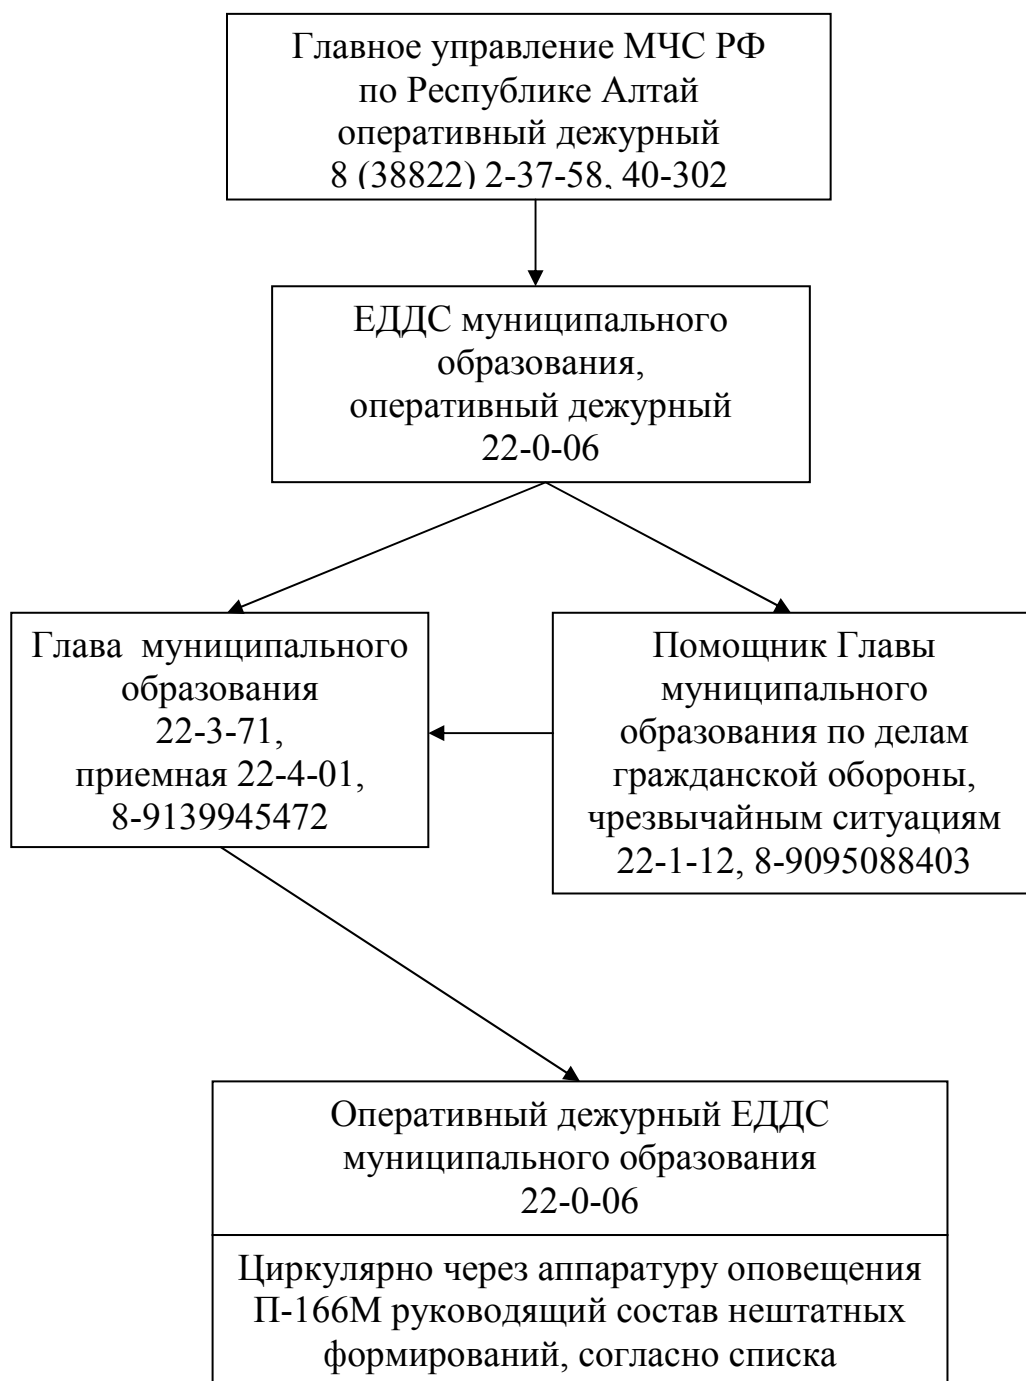 Главное управление МЧС РФ
по Республике Алтай
оперативный дежурный
8 (38822) 2-37-58, 40-302
ЕДДС муниципального
образования,
оперативный дежурный
22-0-06
Глава муниципального
образования
22-3-71,
приемная 22-4-01,
8-9139945472
Помощник Главы
муниципального
образования по делам
гражданской обороны,
чрезвычайным ситуациям
22-1-12, 8-9095088403
Оперативный дежурный ЕДДС
муниципального образования
22-0-06
Циркулярно через аппаратуру оповещения
П-166М руководящий состав нештатных
формирований, согласно списка